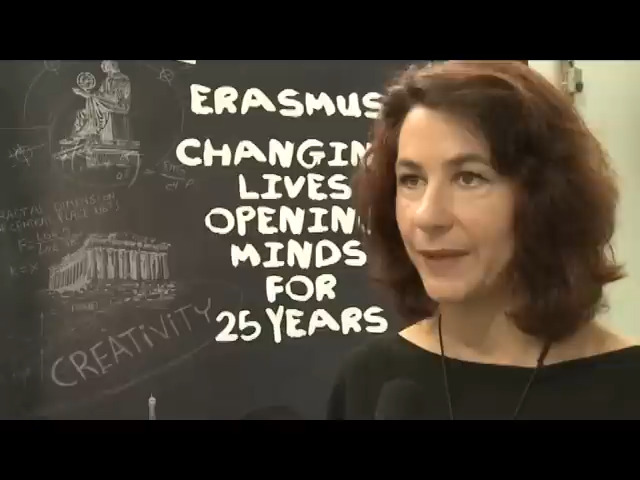 ERASMUS
CHANGIN
LIVES
OPENIN
MINDS
FOR
25 YEARS
CREATIVITY